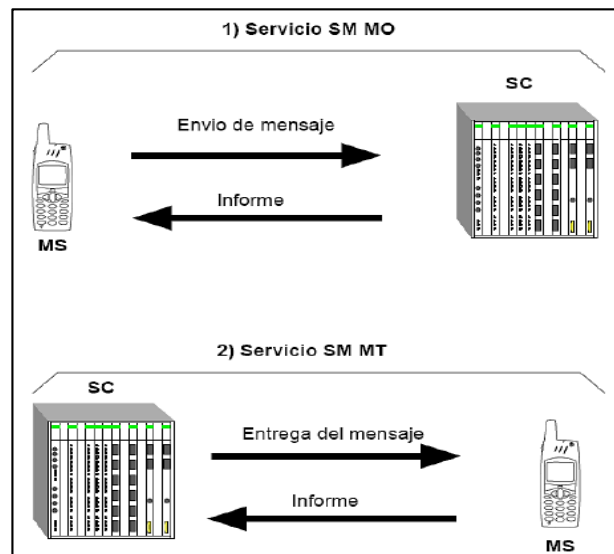 1) Servicio SM MO
SC
Envio de mensaje
Informe
MS
2) Servicio SM MT
SC
Entrega del mensaje
Informe
MS